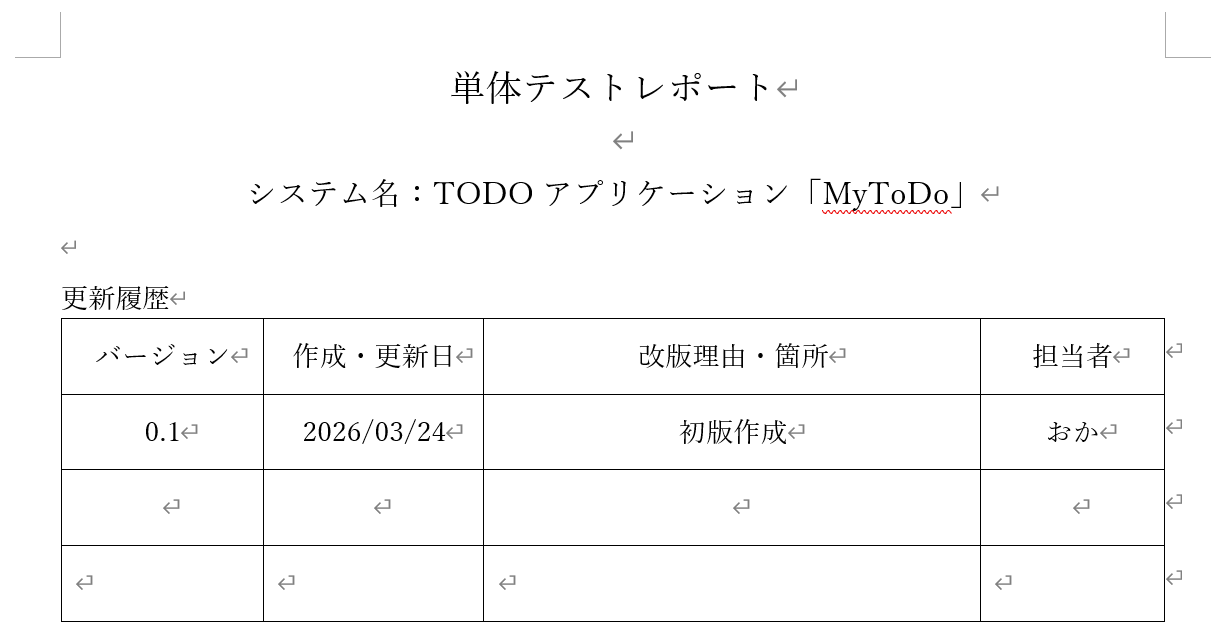 単体テストレポート
システム名：TODO アプリケーション「MyToDo」
更新履歴
バージョン 作成・更新日 改版理由・箇所 担当者
0.1 2026/03/24 初版作成 おか